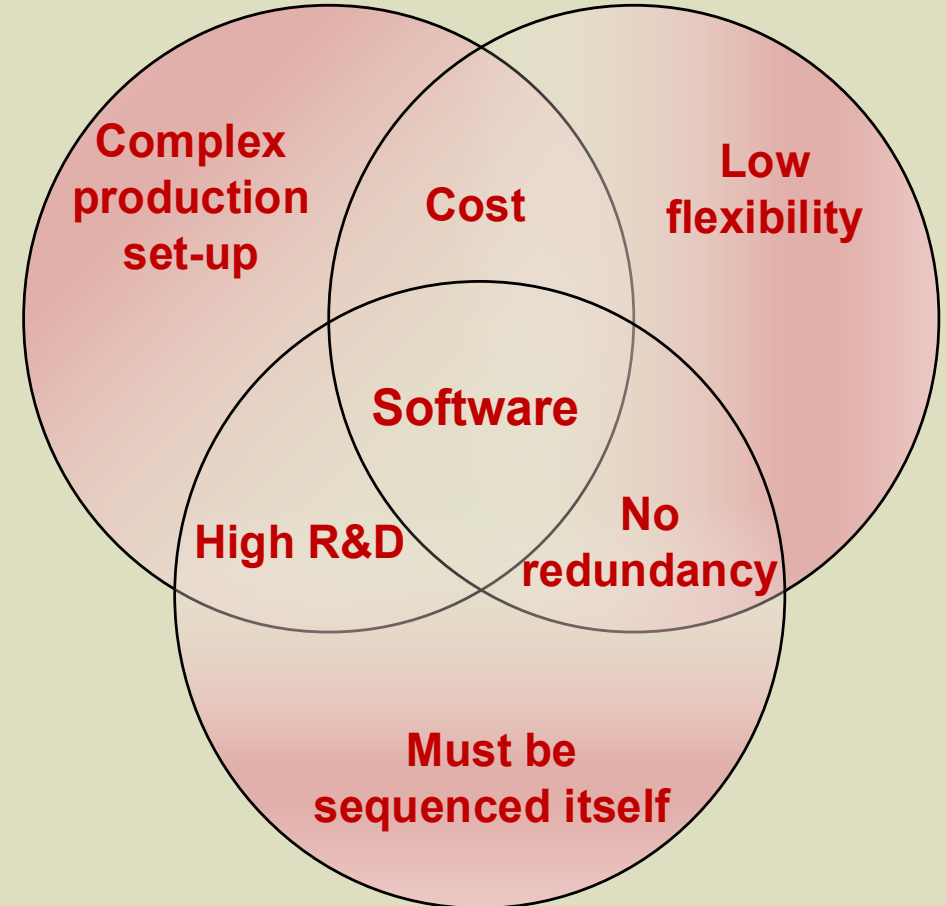 Complex
production
set-up
Cost
Low
flexibility
Software
High R&D
No
redundancy
Must be
sequenced itself